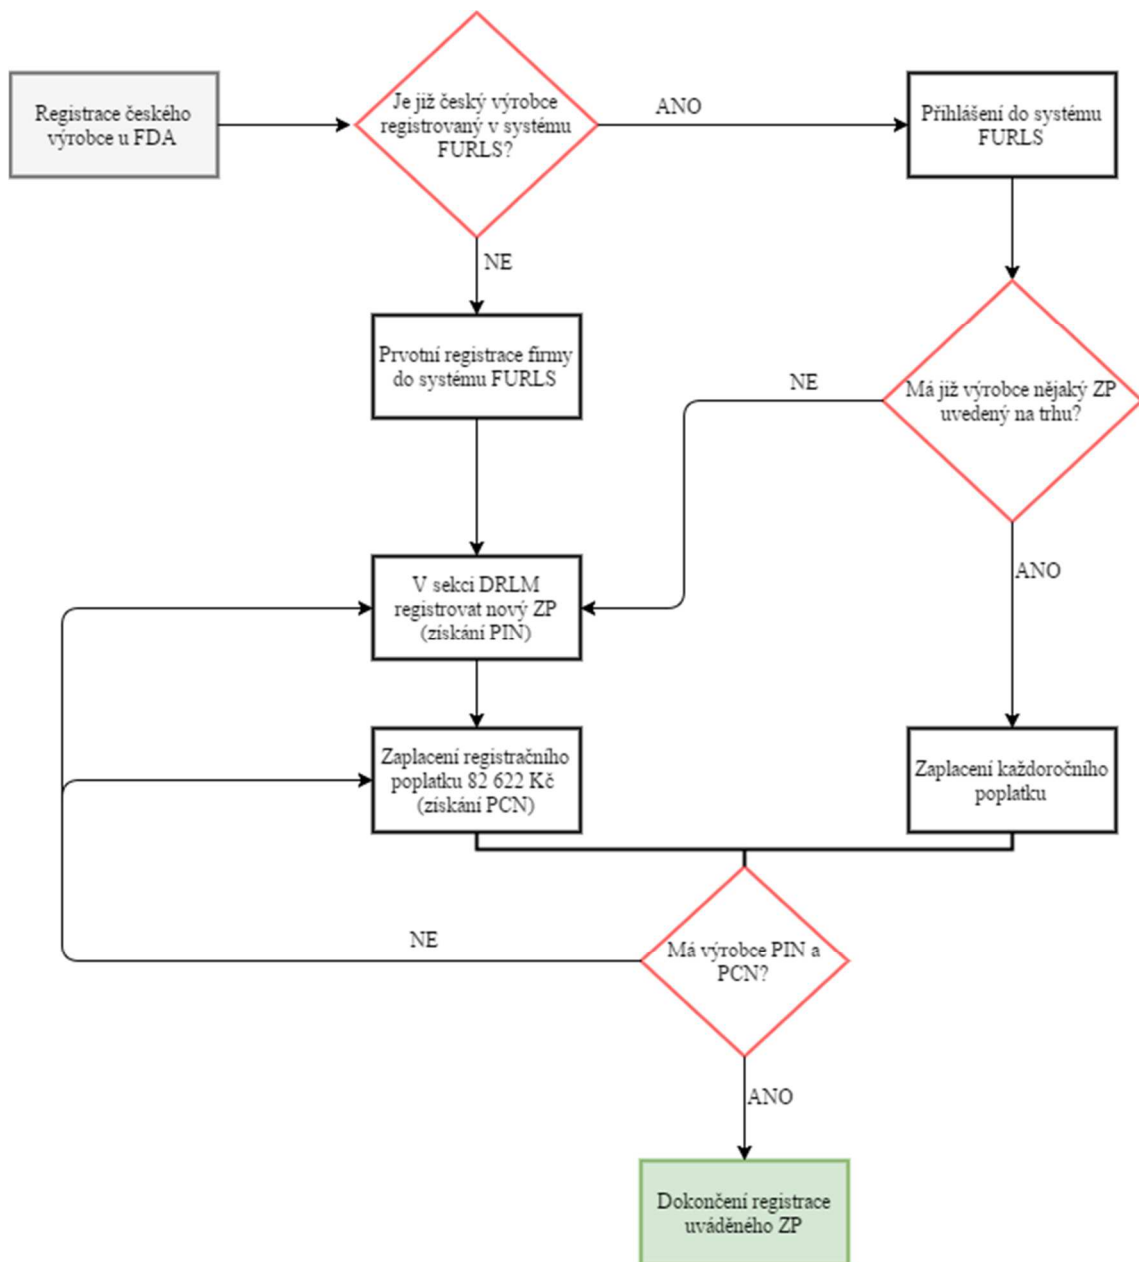 Registrace českého
výrobce u FDA
Je již český výrobce
registrovaný v systému
FURLS?
ANO
Přihlášení do systému
FURLS
NE
Prvotní registrace firmy
do systému FURLS
NE
Má již výrobce nějaký ZP
uvedený na trhu?
V sekci DRLM
registrovat nový ZP
(získání PIN)
ANO
Zaplacení registračního
poplatku 82 622 Kč
(získání PCN)
Zaplacení každoročního
poplatku
NE
Má výrobce PIN a
PCN?
ANO
Dokončení registrace
uváděného ZP